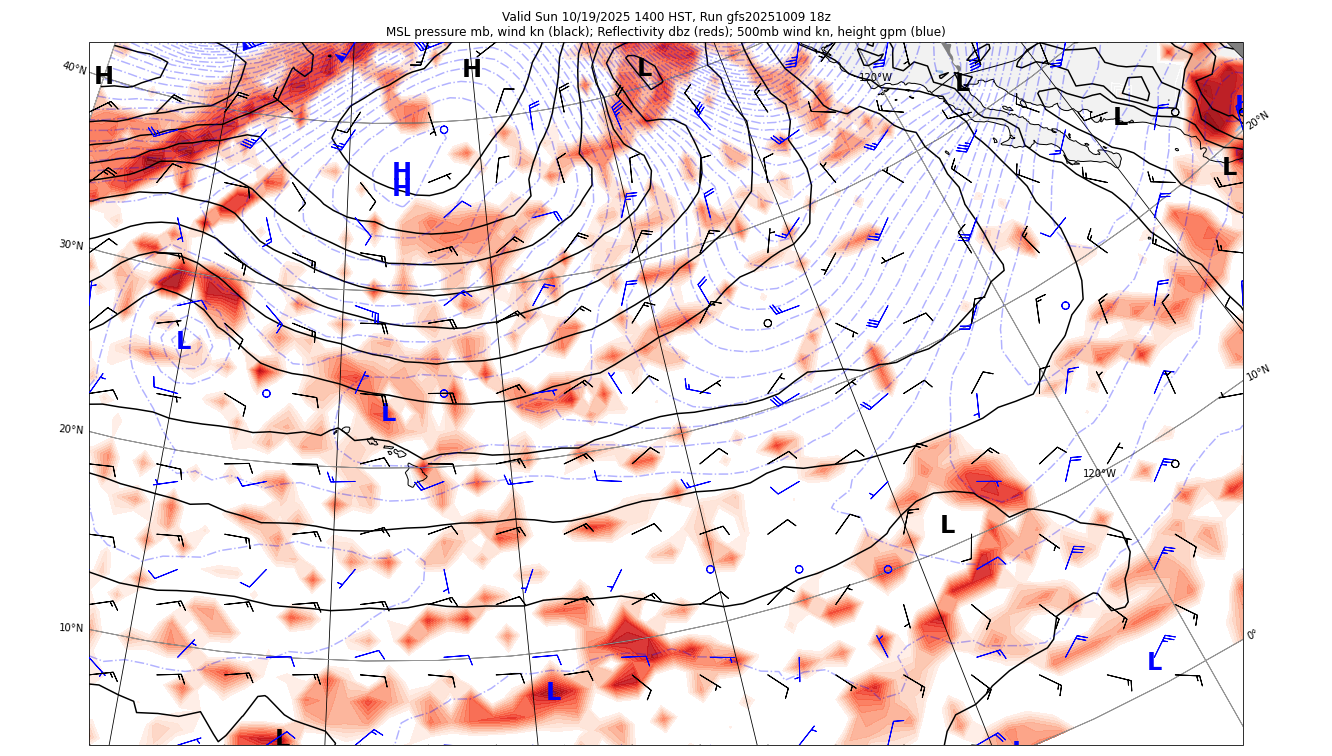 Valid Sun 10/19/2025 1400 HST, Run gfs20251009 18z
MSL pressure mb, wind kn (black); Reflectivity dbz (reds); 500mb wind kn, height gpm (blue)
40°N
H
H
L
120°W
L
L
20°N
L
H
H
30°N
L
10°N
L
20°N
120°W
L
10°N
0°
L
L
L